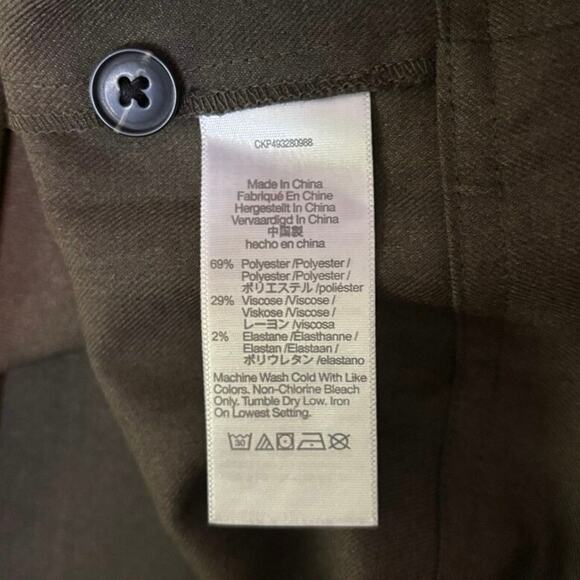 CKP493280988
Made In China
Fabriqué En Chine
Hergestellt In China
Vervaardigd In China
中国製
hecho en china
69% Polyester /Polyester /
Polyester /Polyester /
ポリエステル /poliéster
29% Viscose /Viscose /
Viskose /Viscose /
レーヨン /viscosa
2% Elastane /Élasthanne /
Elastan /Elastaan /
ポリウレタン /elastano
Machine Wash Cold With Like
Colors. Non-Chlorine Bleach
Only. Tumble Dry Low. Iron
On Lowest Setting.
30